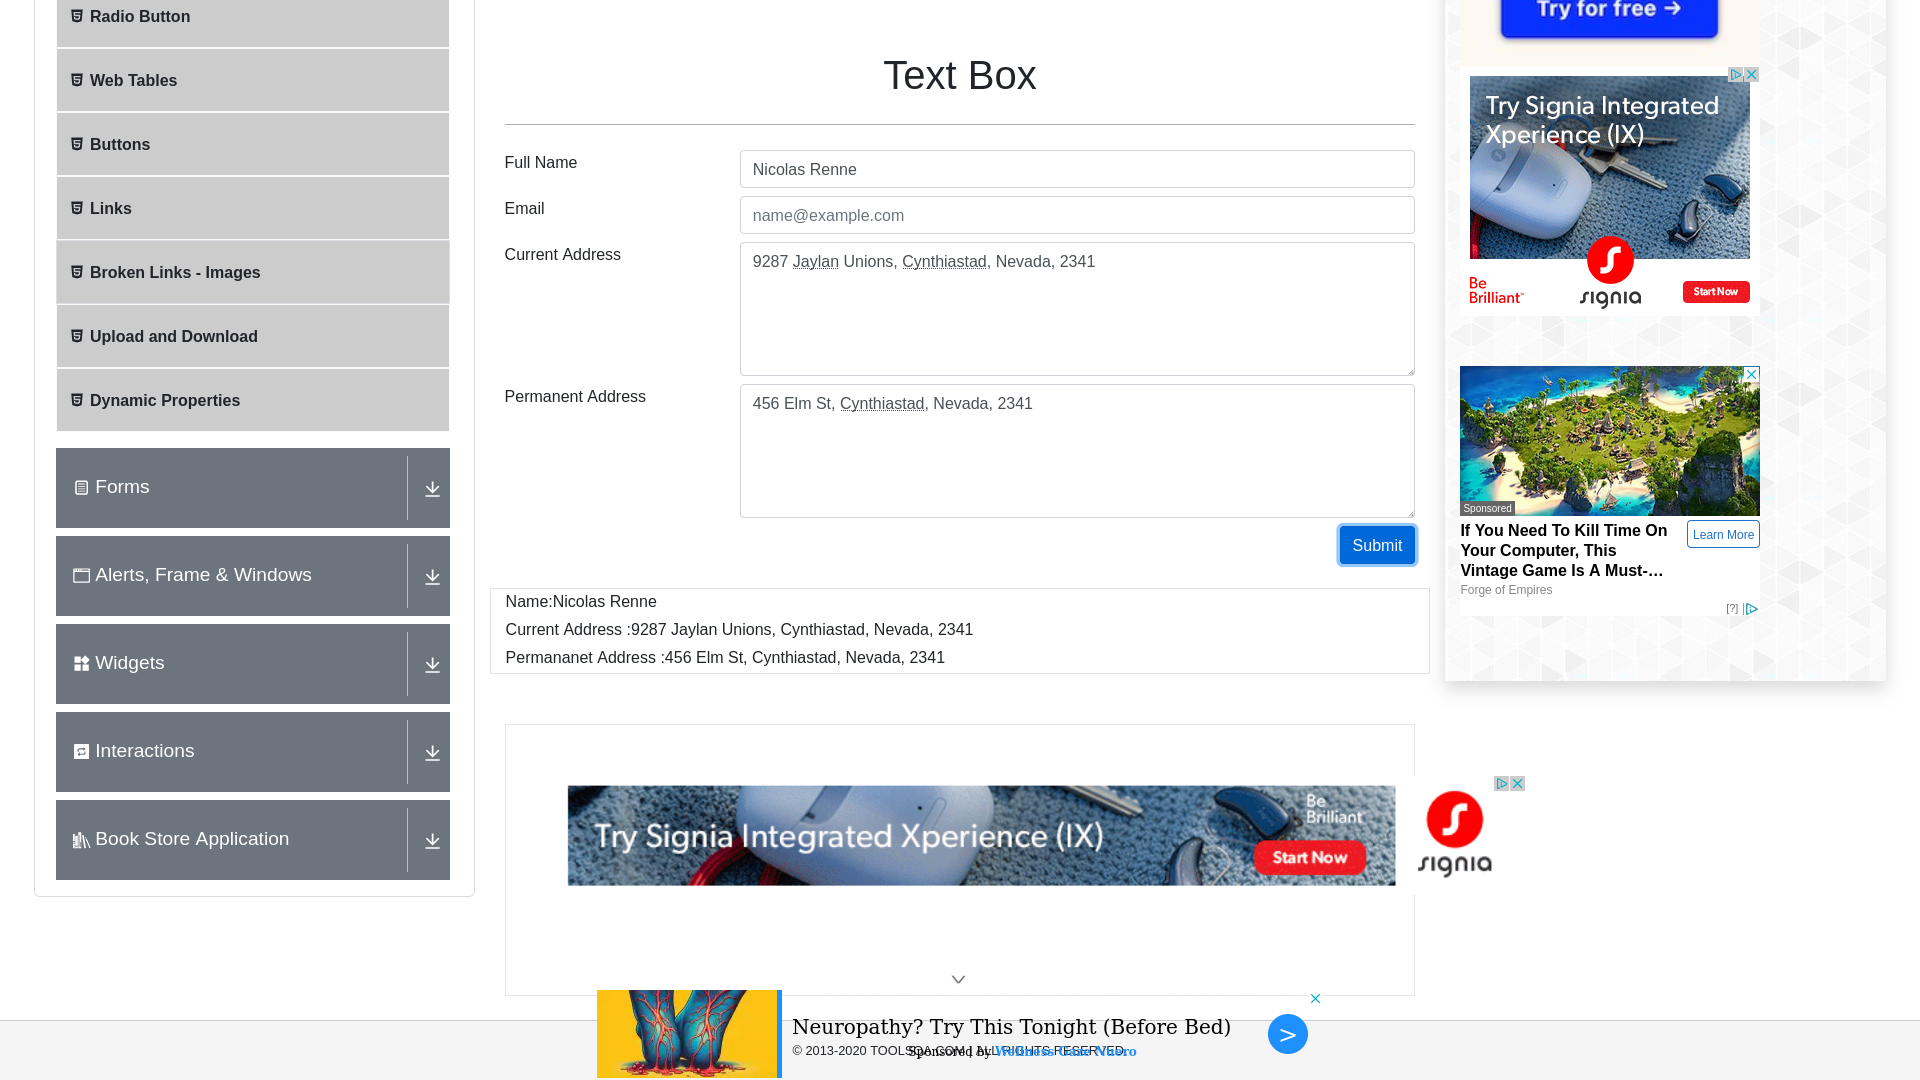 Radio Button
Web Tables
Buttons
Links
Broken Links - Images
Upload and Download
Dynamic Properties
Forms
Alerts, Frame & Windows
Widgets
Interactions
Book Store Application
Text Box
Full Name
Nicolas Renne
Email
name@example.com
Current Address
9287 Jaylan Unions, Cynthiastad, Nevada, 2341
Permanent Address
456 Elm St, Cynthiastad, Nevada, 2341
Submit
Name:Nicolas Renne
Current Address :9287 Jaylan Unions, Cynthiastad, Nevada, 2341
Permananet Address :456 Elm St, Cynthiastad, Nevada, 2341
Try for free →
Try Signia Integrated
Xperience (IX)
Be
Brilliant™
signia
Start Now
Sponsored
If You Need To Kill Time On
Your Computer, This
Vintage Game Is A Must-…
Learn More
Forge of Empires
[?]
Try Signia Integrated Xperience (IX)
Be
Brilliant
Start Now
signia
Neuropathy? Try This Tonight (Before Bed)
© 2013-2020 TOOLSQA.COM | ALL RIGHTS RESERVED.
Sponsored by Wellness Gaze Neuro